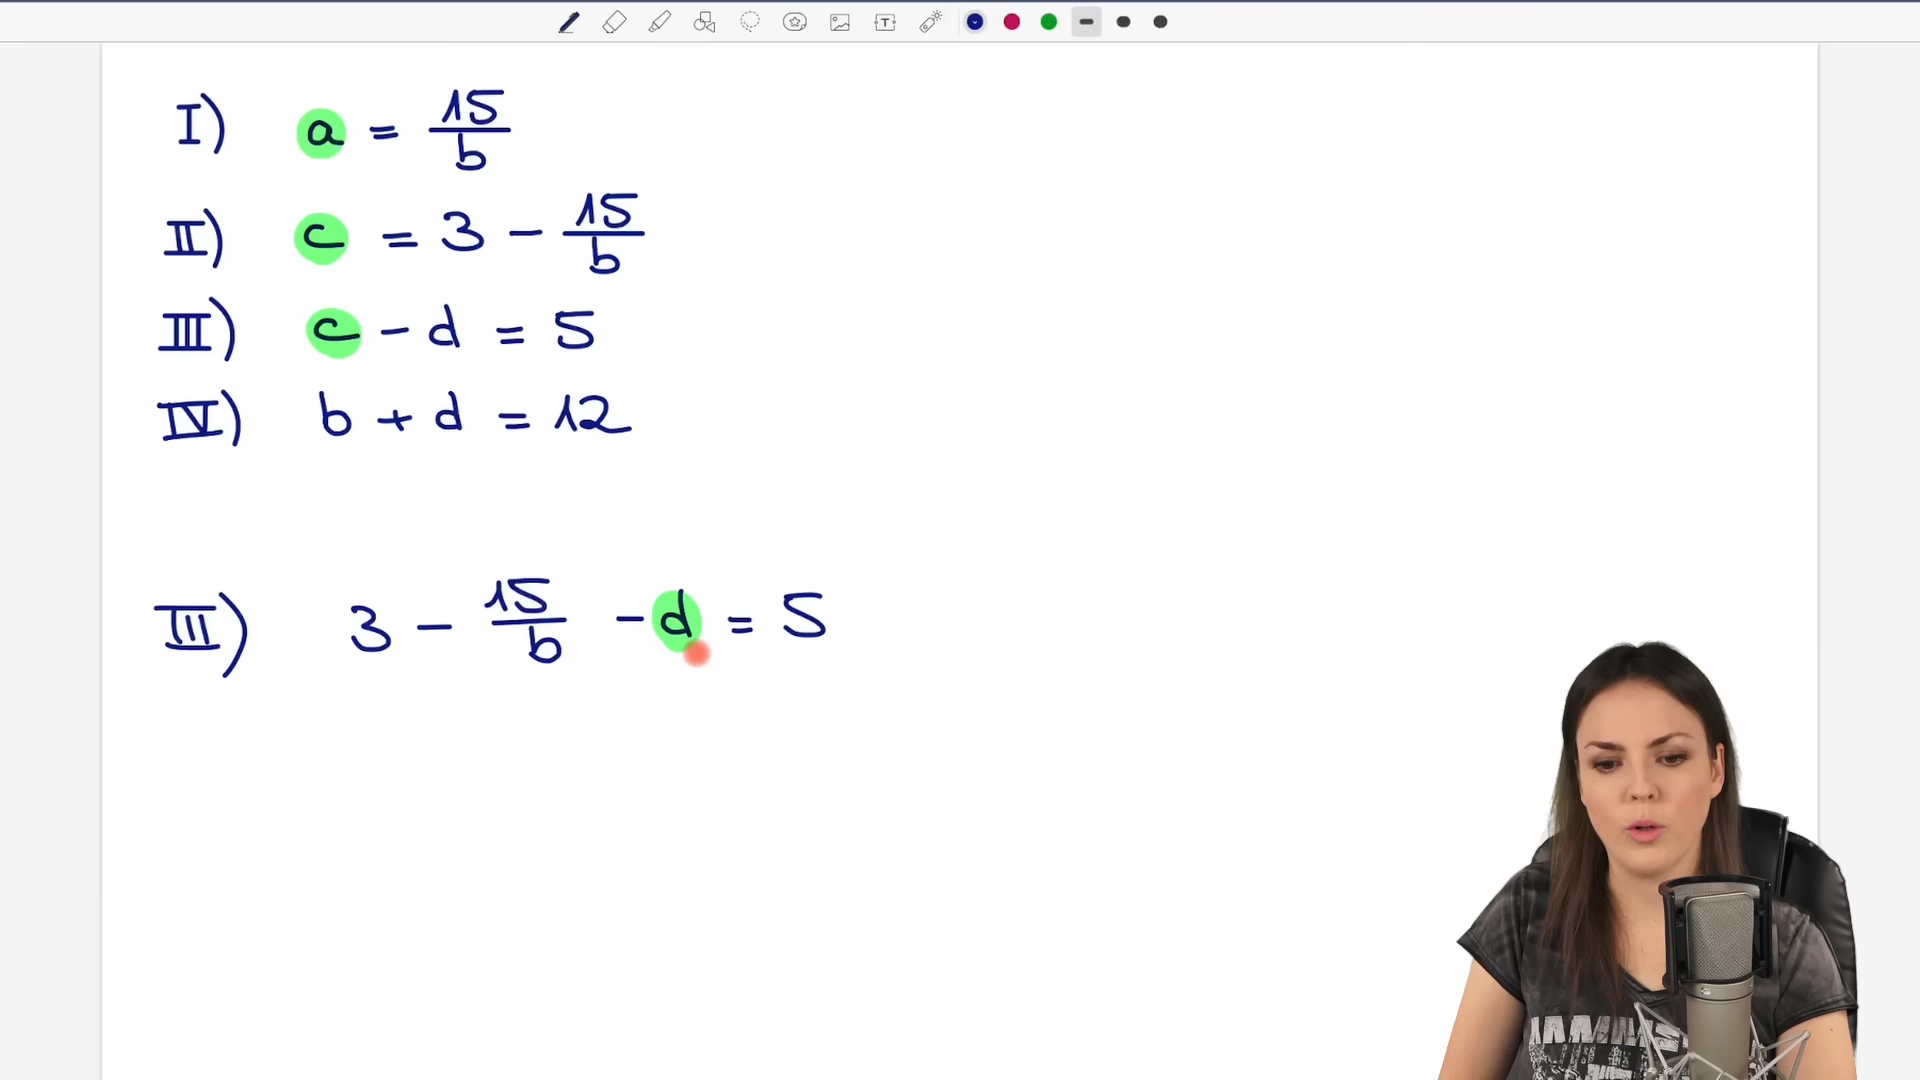 I) a = 15/b
II) c = 3 - 15/b
III) c - d = 5
IV) b + d = 12
III) 3 - 15/b - d = 5